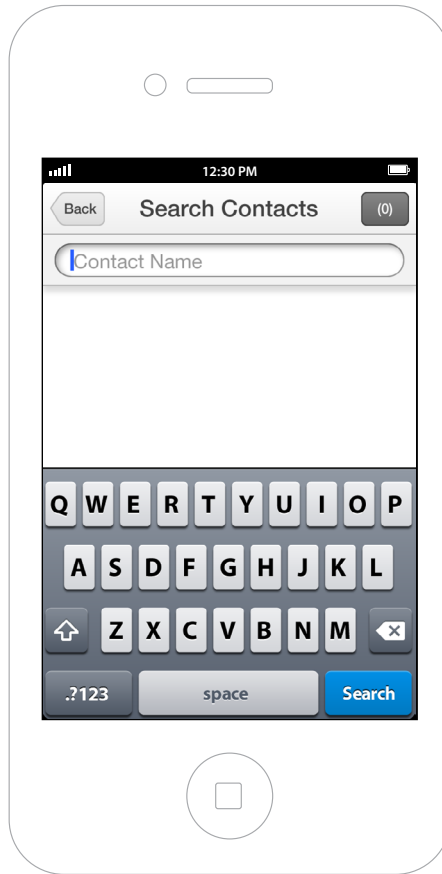 12:30 PM
Back Search Contacts (0)
Contact Name
Q W E R T Y U I O P
A S D F G H J K L
Z X C V B N M
.?123 space Search